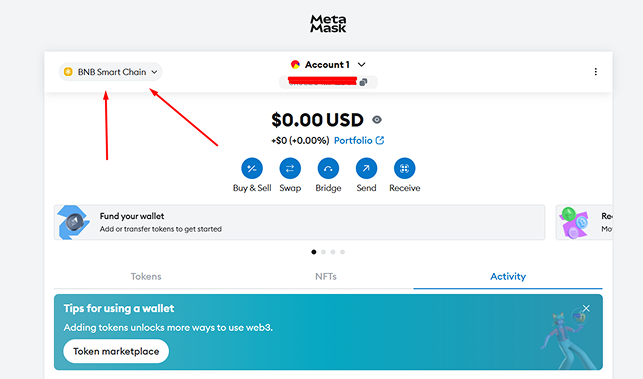 META
MASK
BNB Smart Chain
Account 1
$0.00 USD
+$0 (+0.00%) Portfolio
Buy & Sell Swap Bridge Send Receive
Fund your wallet
Add or transfer tokens to get started
Re
Mo
Tokens NFTs Activity
Tips for using a wallet
Adding tokens unlocks more ways to use web3.
Token marketplace